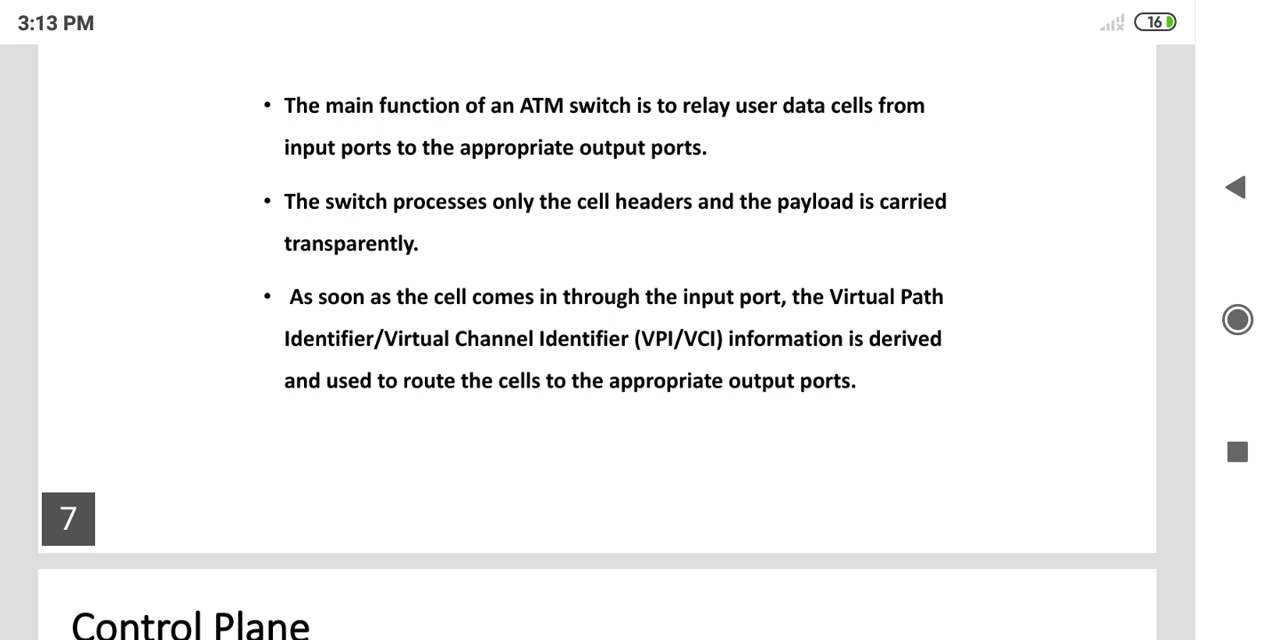 3:13 PM
16
• The main function of an ATM switch is to relay user data cells from
input ports to the appropriate output ports.
• The switch processes only the cell headers and the payload is carried
transparently.
• As soon as the cell comes in through the input port, the Virtual Path
Identifier/Virtual Channel Identifier (VPI/VCI) information is derived
and used to route the cells to the appropriate output ports.
7
Control Plane